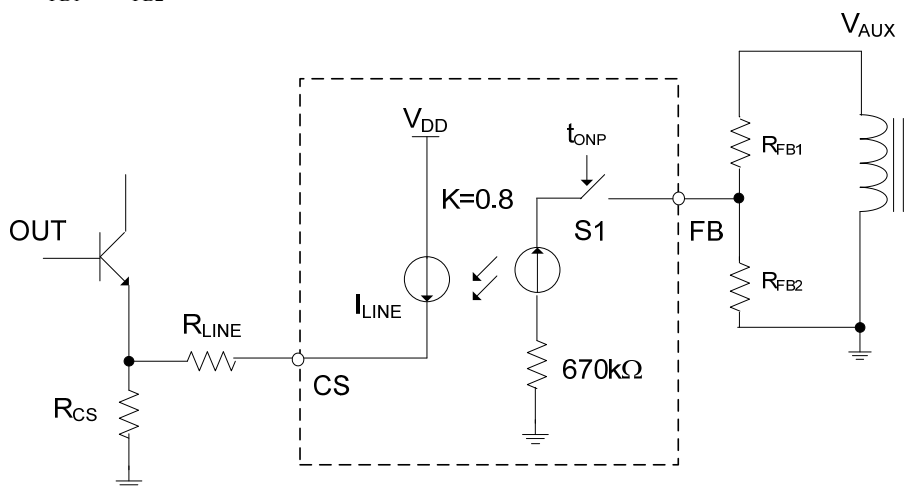 V_AUX
V_DD
t_ONP
R_FB1
K=0.8
OUT
S1
FB
I_LINE
R_FB2
R_LINE
670kΩ
CS
R_CS